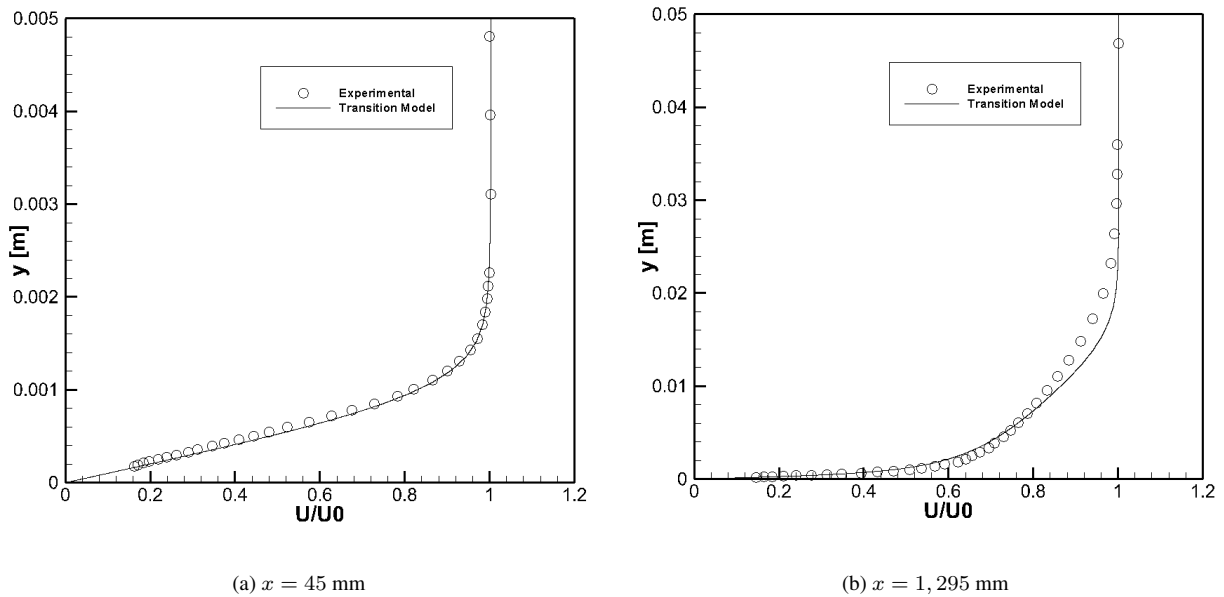 0.005
0.004
0.003
0.002
0.001
0
y [m]
0 0.2 0.4 0.6 0.8 1 1.2
U/U0
Experimental
Transition Model
(a) x = 45 mm
0.05
0.04
0.03
0.02
0.01
0
y [m]
0 0.2 0.4 0.6 0.8 1 1.2
U/U0
Experimental
Transition Model
(b) x = 1, 295 mm